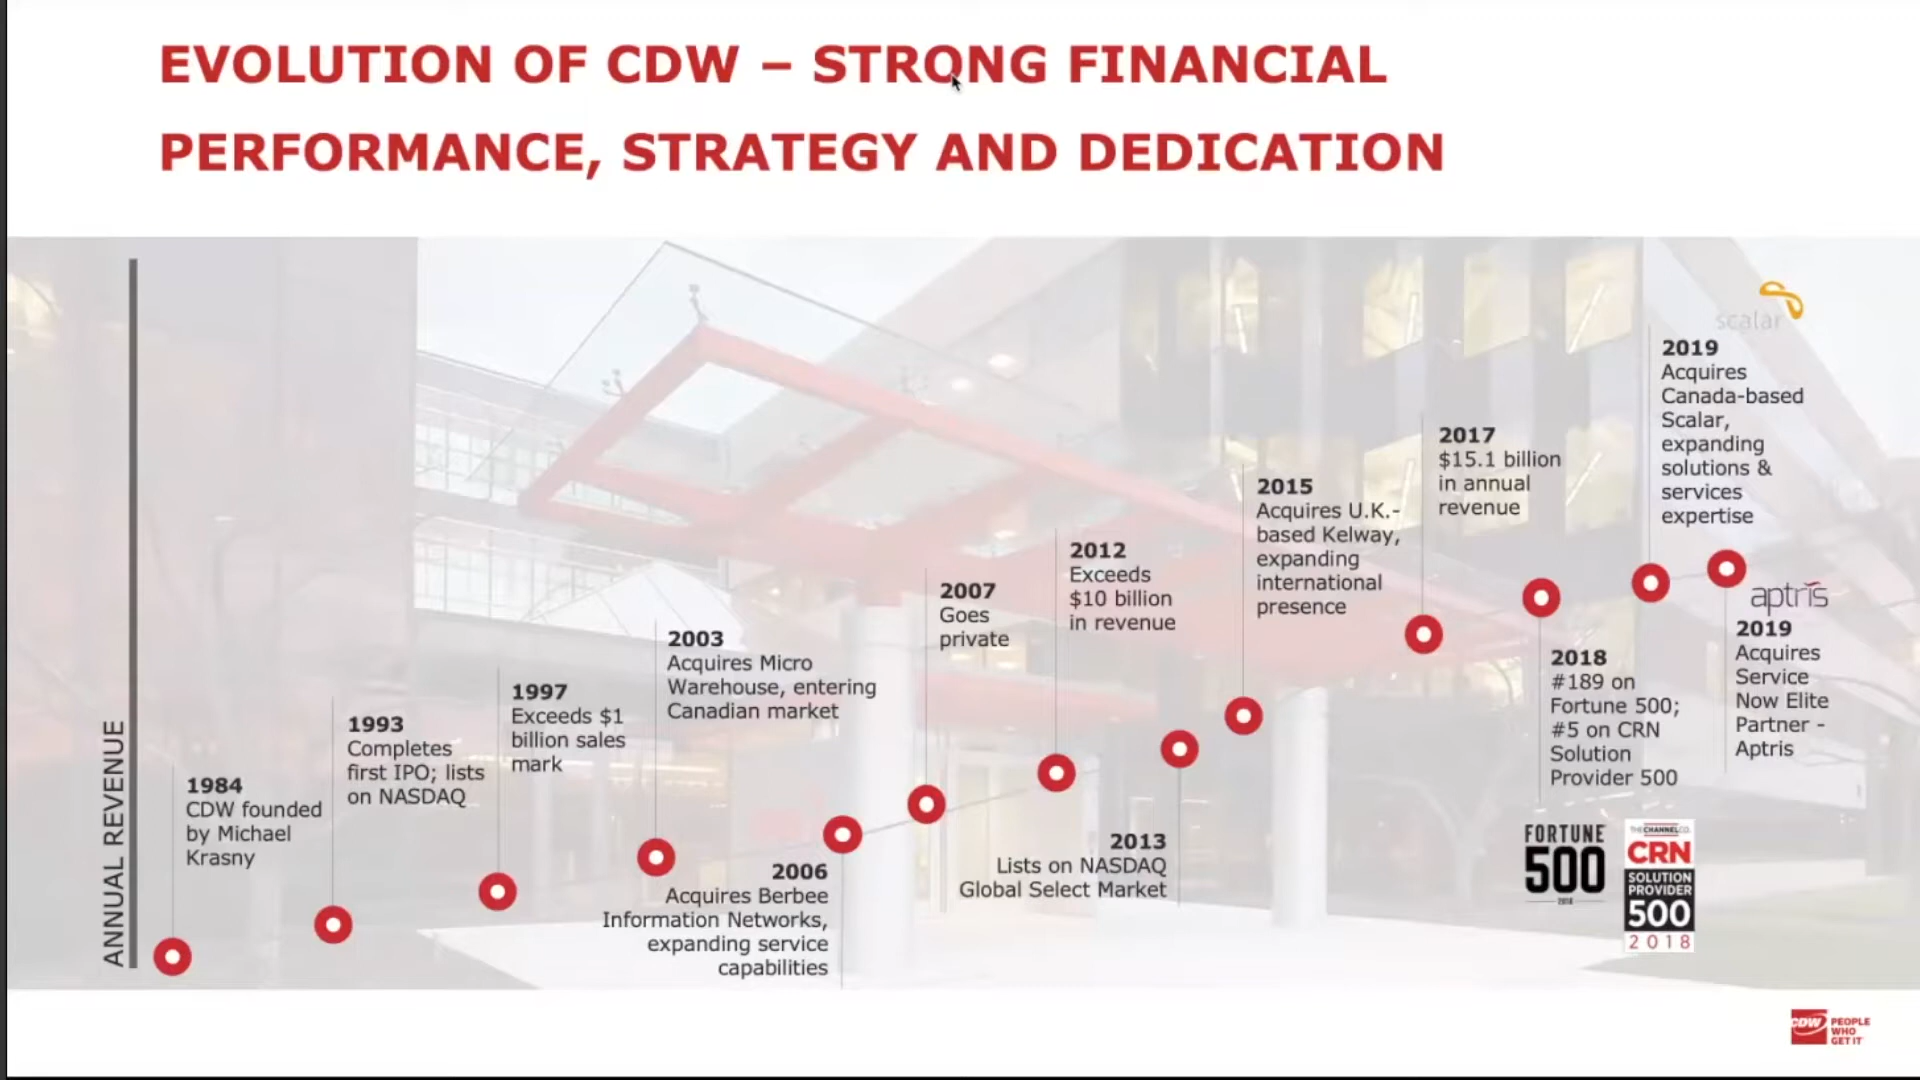 EVOLUTION OF CDW – STRONG FINANCIAL
PERFORMANCE, STRATEGY AND DEDICATION
ANNUAL REVENUE
1984
CDW founded
by Michael
Krasny
1993
Completes
first IPO; lists
on NASDAQ
1997
Exceeds $1
billion sales
mark
2003
Acquires Micro
Warehouse, entering
Canadian market
2006
Acquires Berbee
Information Networks,
expanding service
capabilities
2007
Goes
private
2012
Exceeds
$10 billion
in revenue
2013
Lists on NASDAQ
Global Select Market
2015
Acquires U.K.-
based Kelway,
expanding
international
presence
2017
$15.1 billion
in annual
revenue
2018
#189 on
Fortune 500;
#5 on CRN
Solution
Provider 500
FORTUNE
500
2018
THE CHANNEL CO.
CRN
SOLUTION
PROVIDER
500
2018
scalar
2019
Acquires
Canada-based
Scalar,
expanding
solutions &
services
expertise
aptris
2019
Acquires
Service
Now Elite
Partner -
Aptris
CDW
PEOPLE
WHO
GET IT